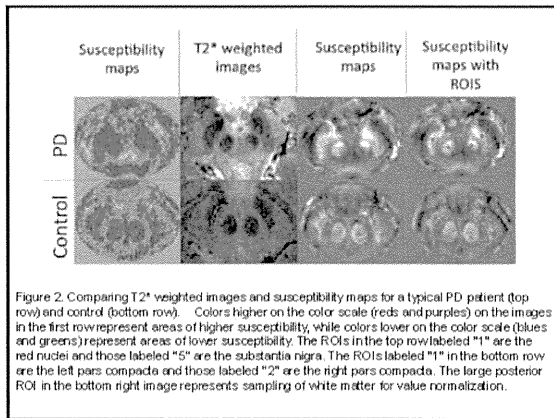 Susceptibility maps
T2* weighted images
Susceptibility maps
Susceptibility maps with ROIS
PD
Control
Figure 2. Comparing T2* weighted images and susceptibility maps for a typical PD patient (top
row) and control (bottom row). Colors higher on the color scale (reds and purples) on the images
in the first row represent areas of higher susceptibility, while colors lower on the color scale (blues
and greens) represent areas of lower susceptibility. The ROIs in the top row labeled "1" are the
red nuclei and those labeled "5" are the substantia nigra. The ROIs labeled "1" in the bottom row
are the left pars compacta and those labeled "2" are the right pars compacta. The large posterior
ROI in the bottom right image represents sampling of white matter for value normalization.